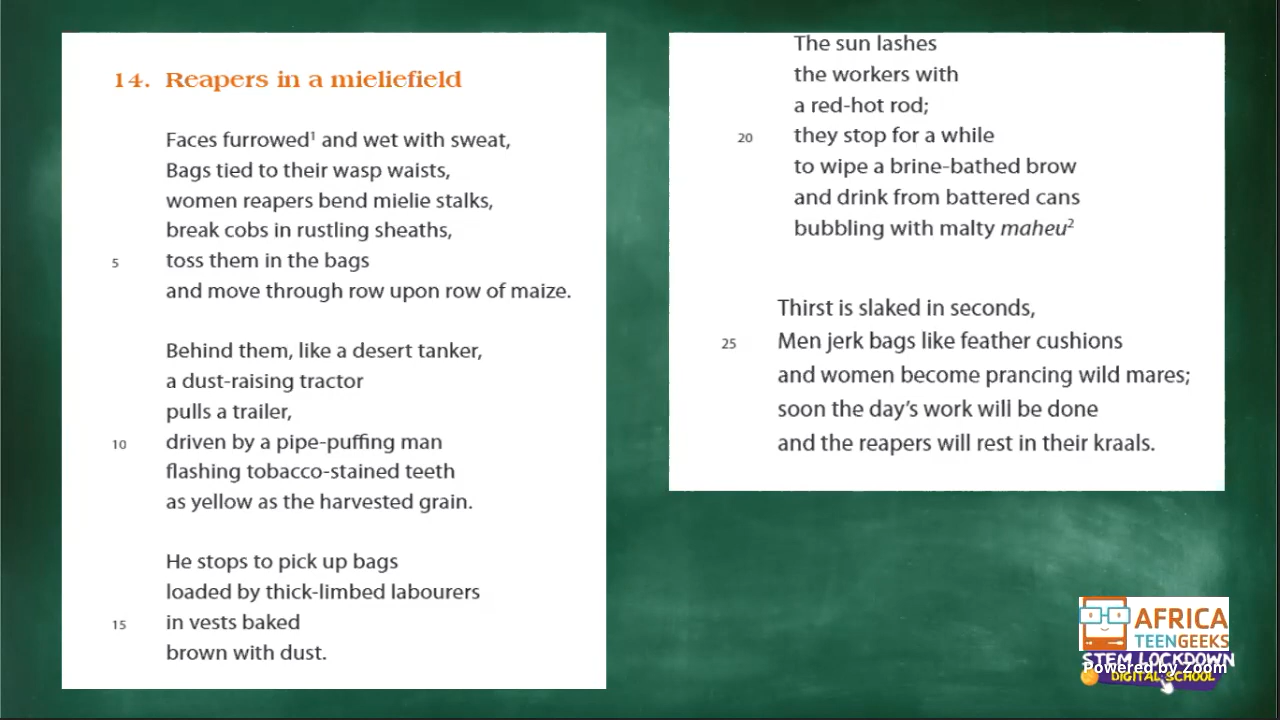 14. Reapers in a mieliefield
Faces furrowed¹ and wet with sweat,
Bags tied to their wasp waists,
women reapers bend mielie stalks,
break cobs in rustling sheaths,
5 toss them in the bags
and move through row upon row of maize.
Behind them, like a desert tanker,
a dust-raising tractor
pulls a trailer,
10 driven by a pipe-puffing man
flashing tobacco-stained teeth
as yellow as the harvested grain.
He stops to pick up bags
loaded by thick-limbed labourers
15 in vests baked
brown with dust.
The sun lashes
the workers with
a red-hot rod;
20 they stop for a while
to wipe a brine-bathed brow
and drink from battered cans
bubbling with malty maheu²
Thirst is slaked in seconds,
25 Men jerk bags like feather cushions
and women become prancing wild mares;
soon the day's work will be done
and the reapers will rest in their kraals.
AFRICA
TEENGEEKS
STEM LOCKDOWN
Powered by Zoom
DIGITAL SCHOOL